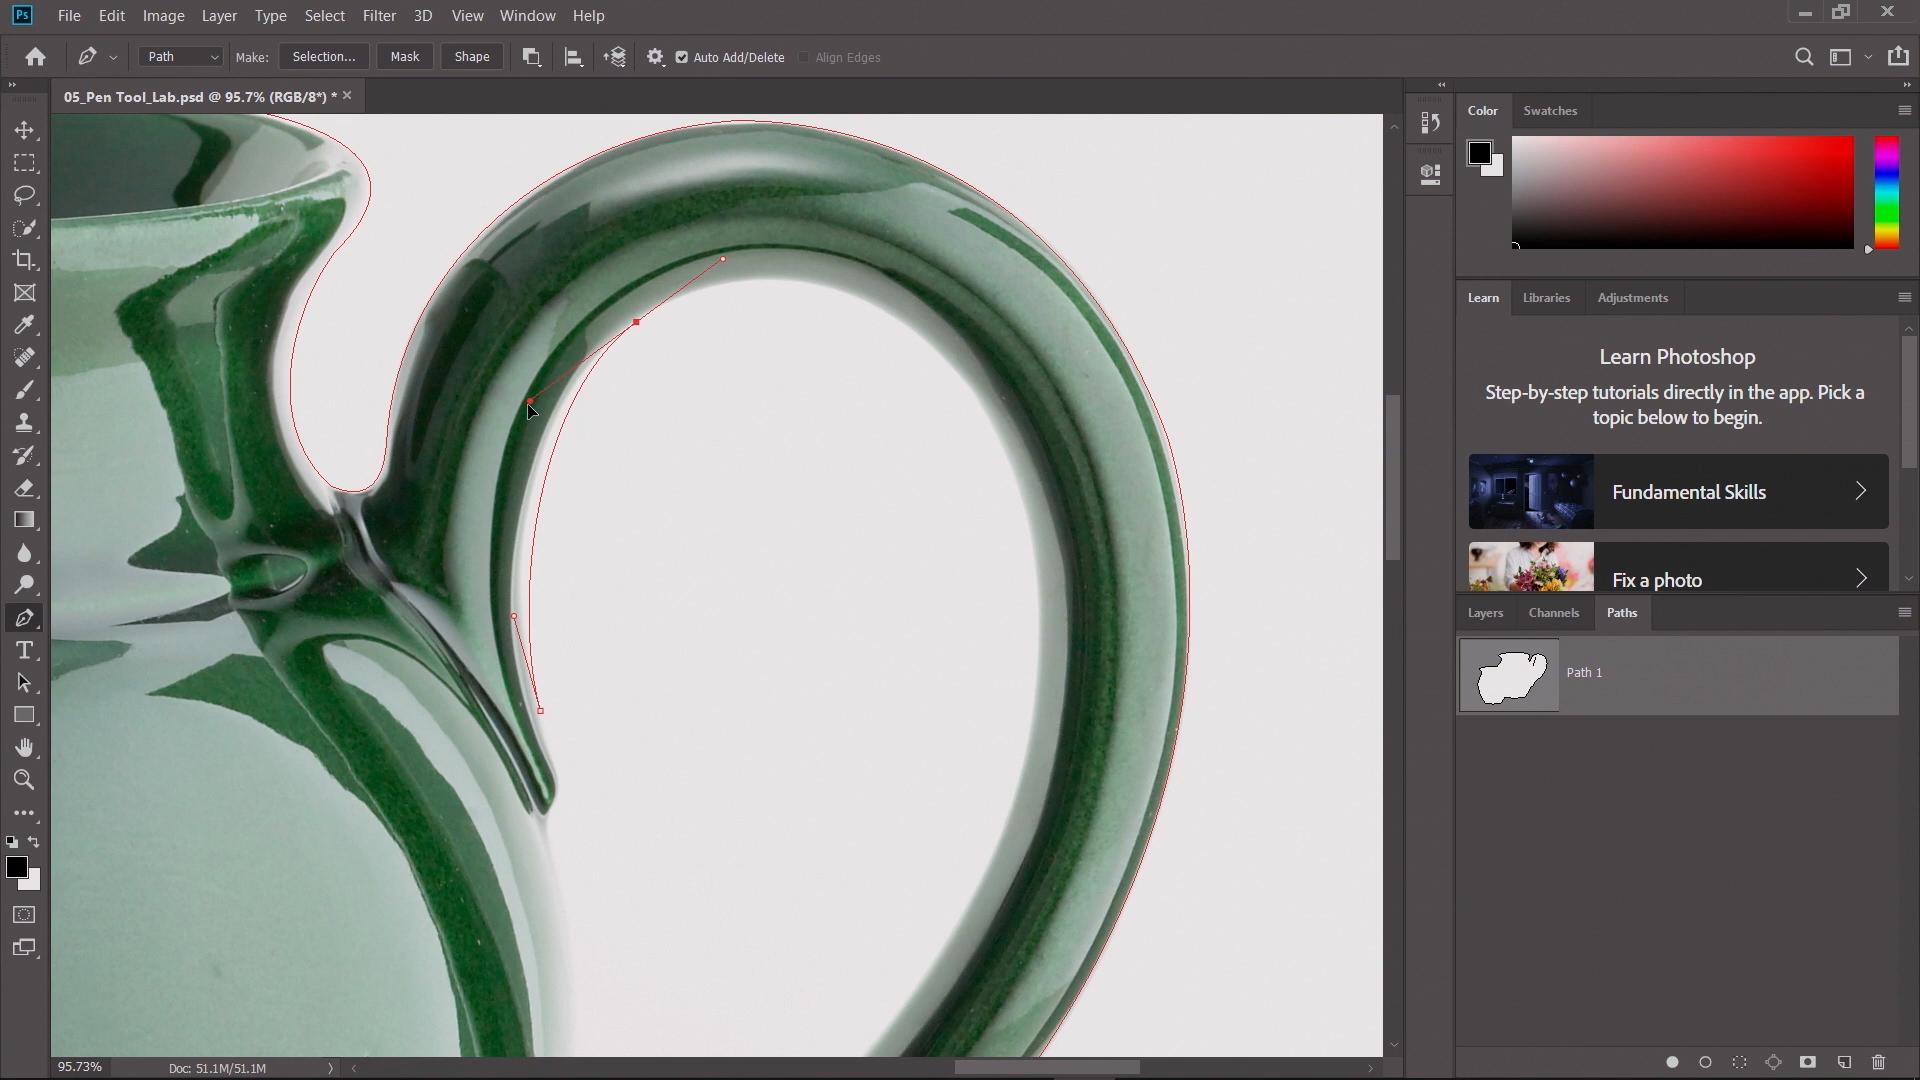 Ps File Edit Image Layer Type Select Filter 3D View Window Help
Path Make: Selection... Mask Shape Auto Add/Delete Align Edges
05_Pen Tool_Lab.psd @ 95.7% (RGB/8*) *
Color Swatches
Learn Libraries Adjustments
Learn Photoshop
Step-by-step tutorials directly in the app. Pick a
topic below to begin.
Fundamental Skills
Fix a photo
Layers Channels Paths
Path 1
95.73% Doc: 51.1M/51.1M